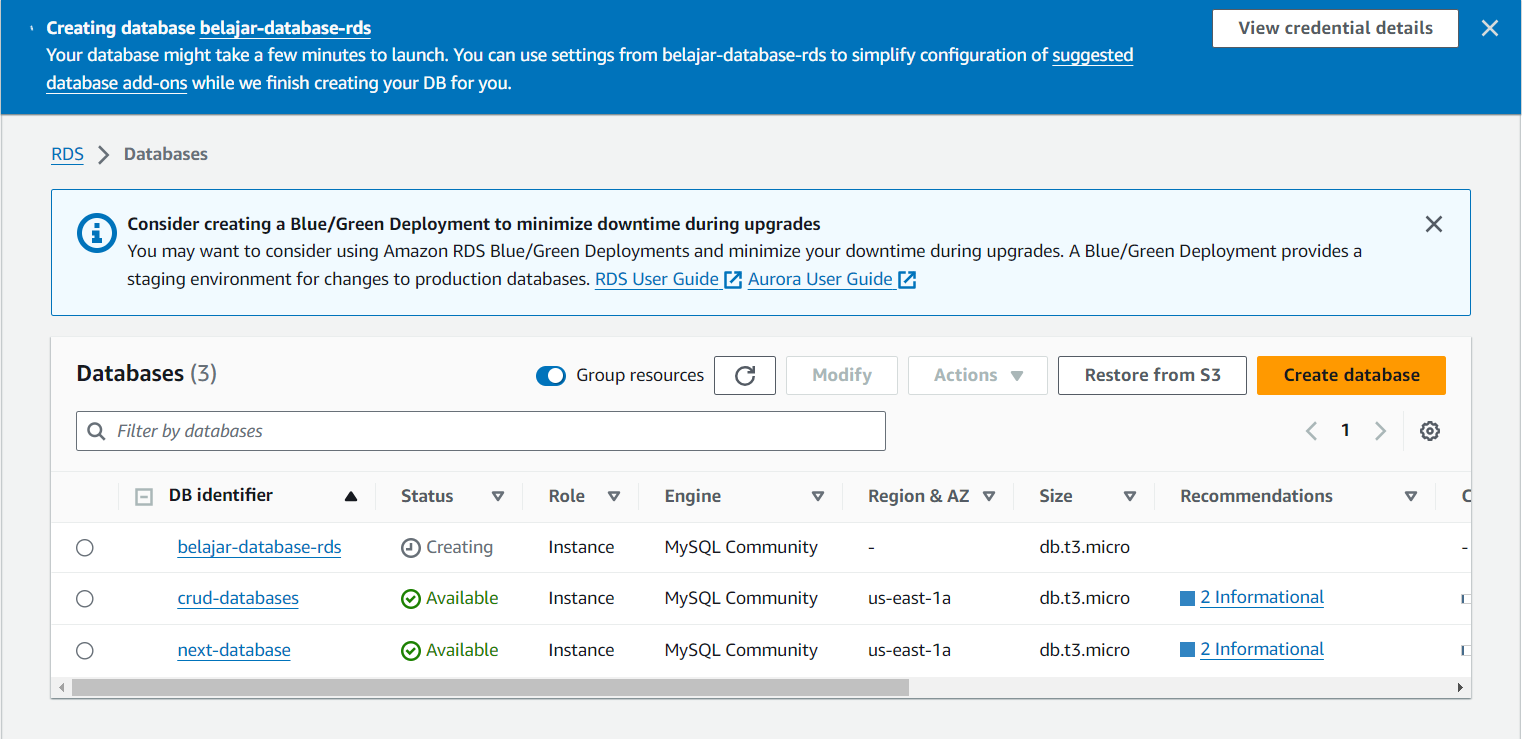 Creating database belajar-database-rds
View credential details
Your database might take a few minutes to launch. You can use settings from belajar-database-rds to simplify configuration of suggested
database add-ons while we finish creating your DB for you.
RDS Databases
Consider creating a Blue/Green Deployment to minimize downtime during upgrades
You may want to consider using Amazon RDS Blue/Green Deployments and minimize your downtime during upgrades. A Blue/Green Deployment provides a
staging environment for changes to production databases. RDS User Guide Aurora User Guide
Databases (3) Group resources Modify Actions Restore from S3 Create database
Filter by databases 1
DB identifier Status Role Engine Region & AZ Size Recommendations
belajar-database-rds Creating Instance MySQL Community - db.t3.micro -
crud-databases Available Instance MySQL Community us-east-1a db.t3.micro 2 Informational
next-database Available Instance MySQL Community us-east-1a db.t3.micro 2 Informational